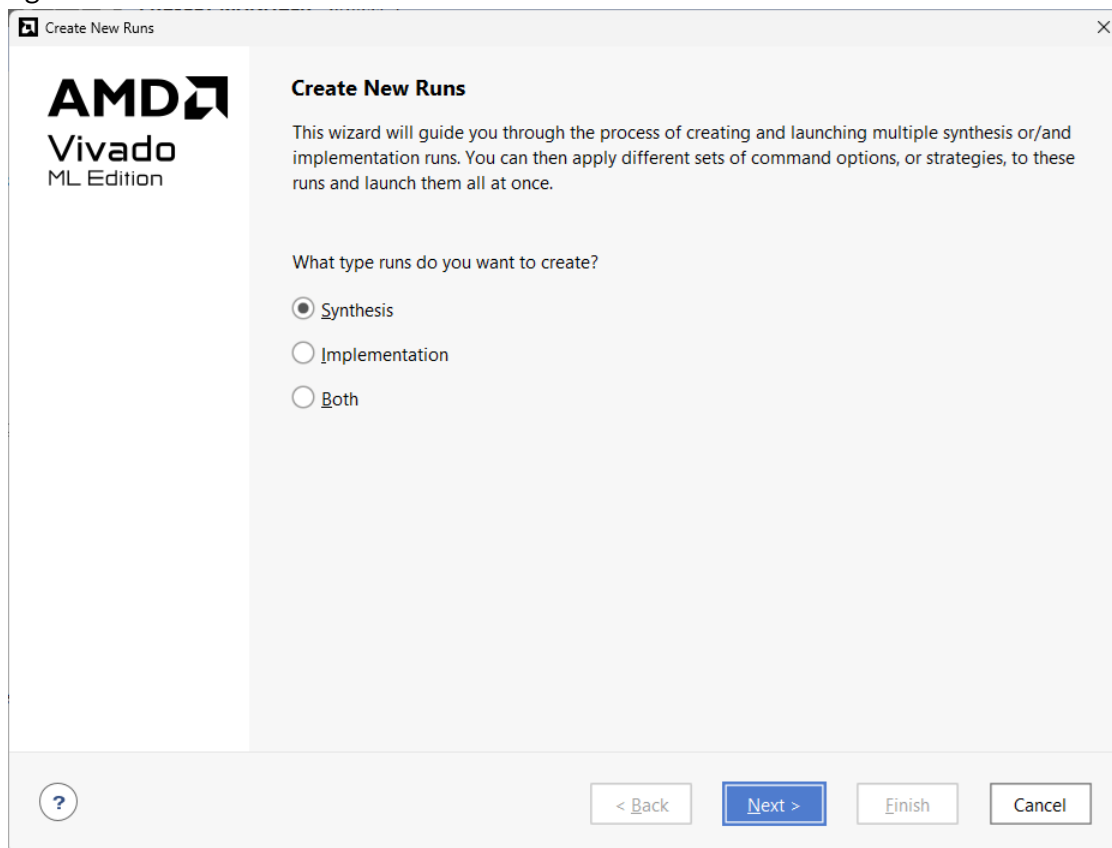 Create New Runs
AMD
Vivado
ML Edition
Create New Runs
This wizard will guide you through the process of creating and launching multiple synthesis or/and
implementation runs. You can then apply different sets of command options, or strategies, to these
runs and launch them all at once.
What type runs do you want to create?
Synthesis
Implementation
Both
?
< Back
Next >
Finish
Cancel